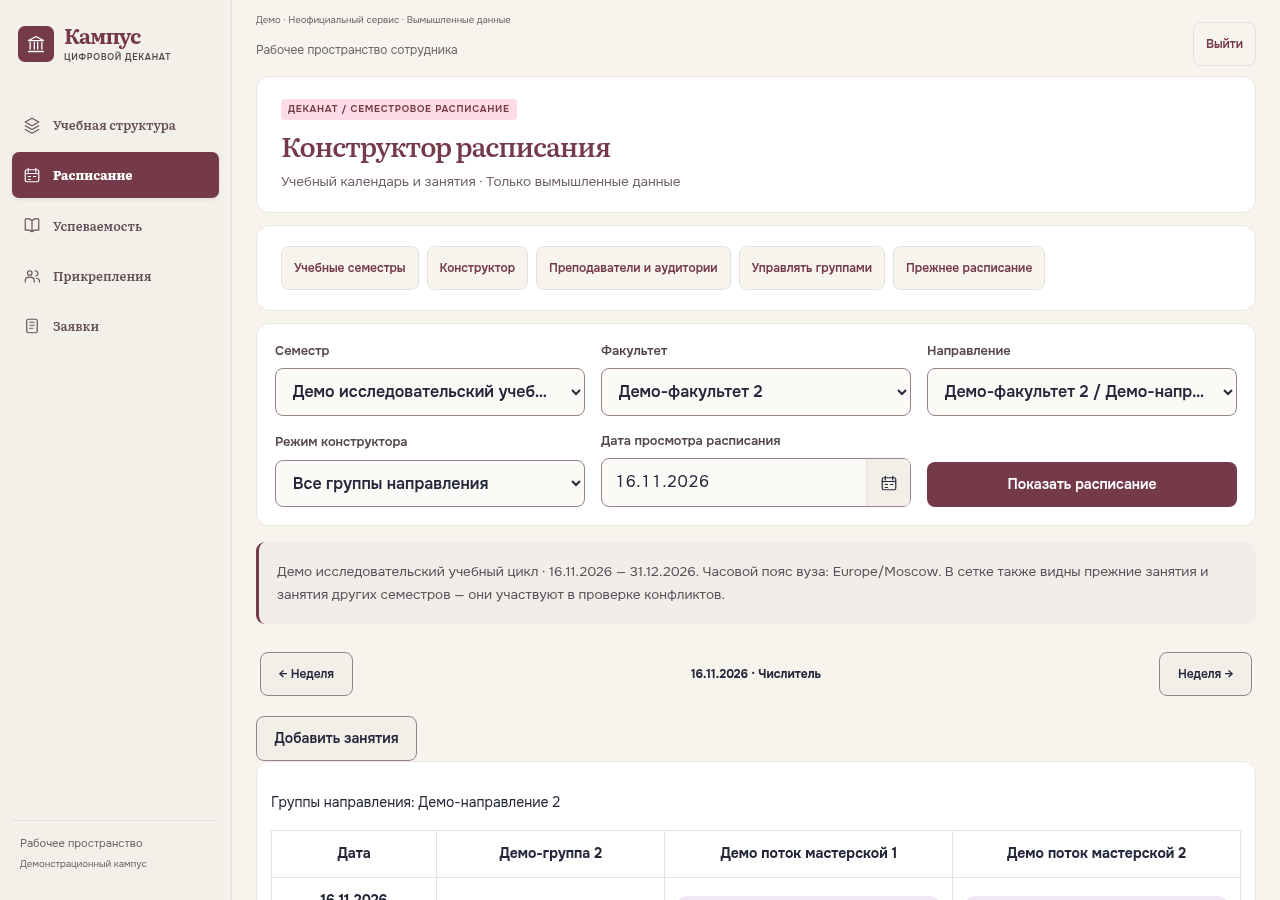 Кампус
ЦИФРОВОЙ ДЕКАНАТ
Учебная структура
Расписание
Успеваемость
Прикрепления
Заявки
Рабочее пространство
Демонстрационный кампус
Демо · Неофициальный сервис · Вымышленные данные
Рабочее пространство сотрудника
Выйти
ДЕКАНАТ / СЕМЕСТРОВОЕ РАСПИСАНИЕ
Конструктор расписания
Учебный календарь и занятия · Только вымышленные данные
Учебные семестры
Конструктор
Преподаватели и аудитории
Управлять группами
Прежнее расписание
Семестр
Факультет
Направление
Демо исследовательский учеб...
Демо-факультет 2
Демо-факультет 2 / Демо-напр...
Режим конструктора
Дата просмотра расписания
Все группы направления
16.11.2026
Показать расписание
Демо исследовательский учебный цикл · 16.11.2026 — 31.12.2026. Часовой пояс вуза: Europe/Moscow. В сетке также видны прежние занятия и
занятия других семестров — они участвуют в проверке конфликтов.
← Неделя
16.11.2026 · Числитель
Неделя →
Добавить занятия
Группы направления: Демо-направление 2
Дата
Демо-группа 2
Демо поток мастерской 1
Демо поток мастерской 2
16.11.2026